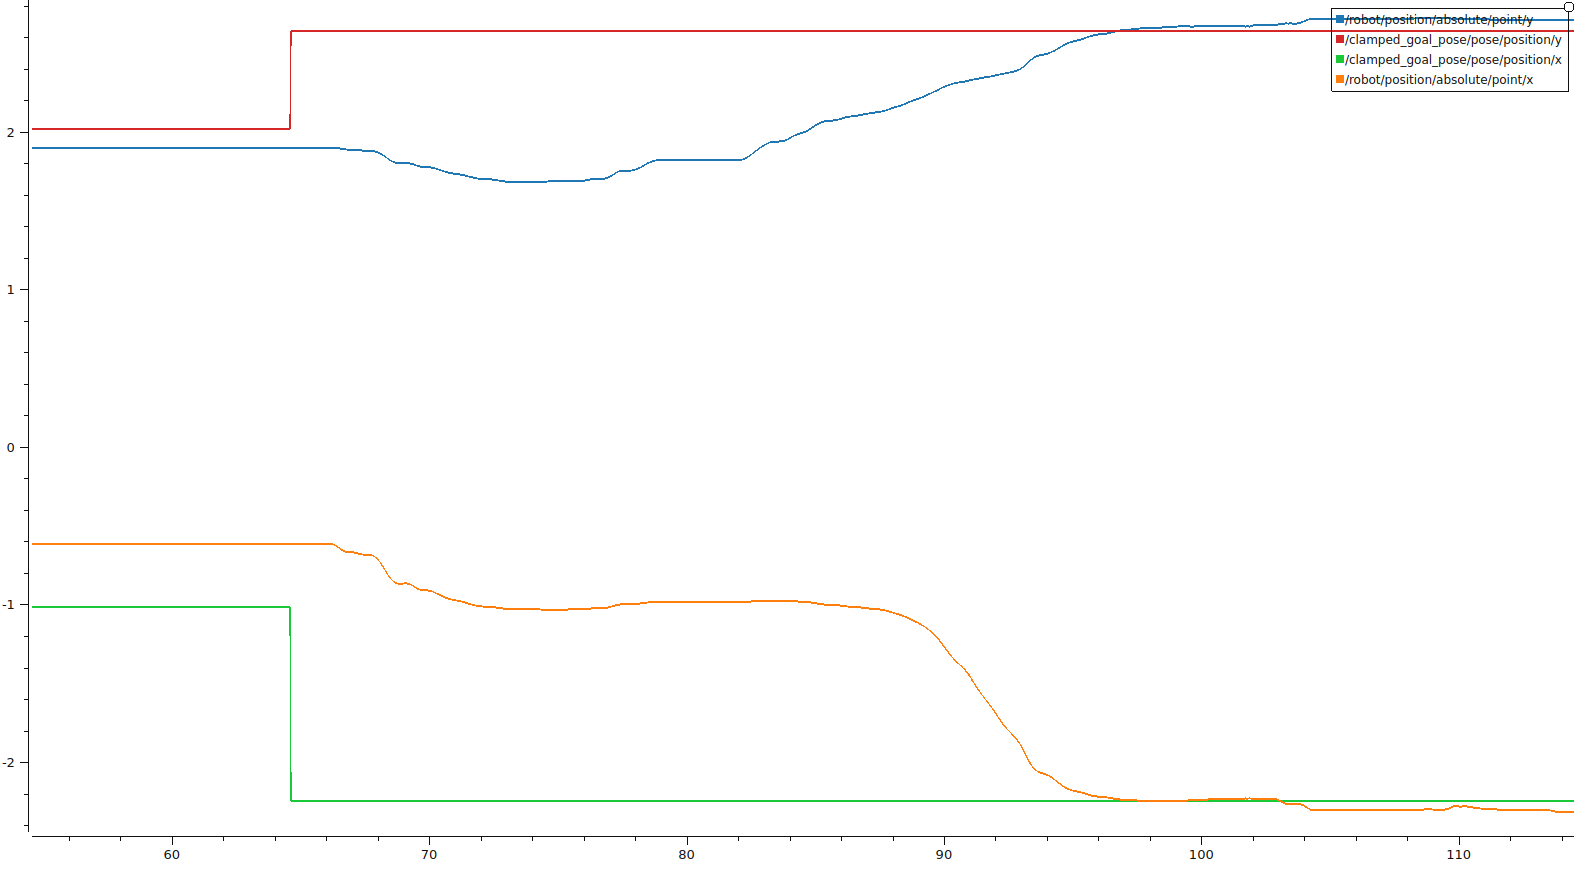 /robot/position/absolute/point/y
/clamped_goal_pose/pose/position/y
/clamped_goal_pose/pose/position/x
/robot/position/absolute/point/x
2
1
0
-1
-2
60 70 80 90 100 110